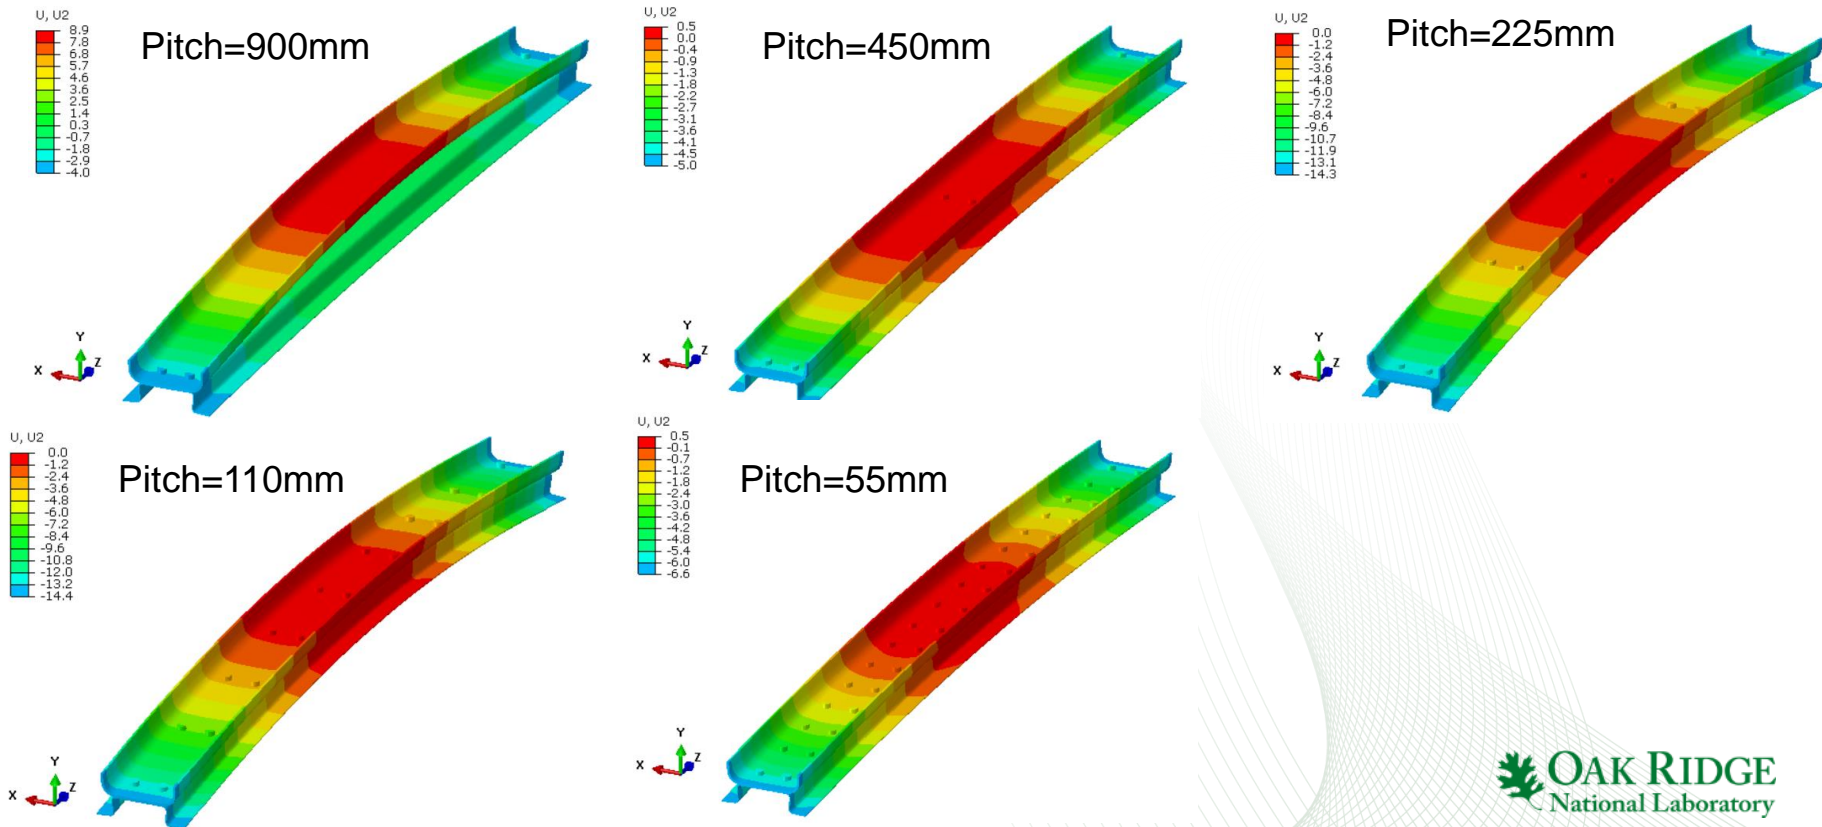 U, U2
8.9
7.8
5.7
4.6
3.6
2.5
1.4
0.3
-0.7
-1.8
-2.9
-4.0
Pitch=900mm
Y
X
Z
U, U2
0.5
0.0
-0.4
-0.9
-1.3
-1.8
-2.2
-2.7
-3.1
-3.6
-4.1
-4.5
-5.0
Pitch=450mm
Y
X
Z
U, U2
0.0
-1.2
-2.4
-3.6
-4.8
-6.0
-7.2
-8.4
-9.6
-10.7
-11.9
-13.1
-14.3
Pitch=225mm
Y
X
Z
U, U2
0.0
-1.2
-2.4
-3.6
-4.8
-6.0
-7.2
-8.4
-9.6
-10.8
-12.0
-13.2
-14.4
Pitch=110mm
Y
X
Z
U, U2
0.5
-0.1
-0.7
-1.2
-1.8
-2.4
-3.0
-3.6
-4.2
-4.8
-5.4
-6.0
-6.6
Pitch=55mm
Y
X
Z
OAK RIDGE
National Laboratory